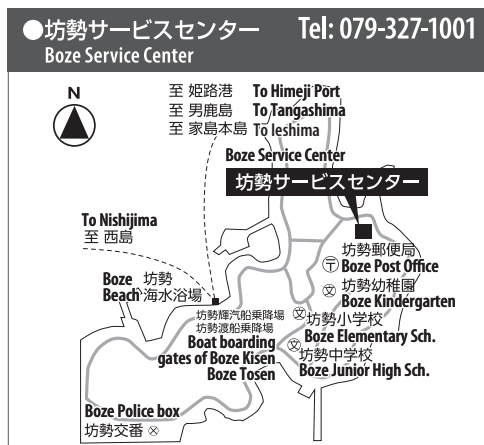 ●坊勢サービスセンター Tel: 079-327-1001
Boze Service Center
N
至 姫路港 To Himeji Port
至 男鹿島 To Tangashima
至 家島本島 To Ieshima
Boze Service Center
坊勢サービスセンター
To Nishijima
至 西島
坊勢郵便局
〒 Boze Post Office
Boze 坊勢
Beach 海水浴場
文 坊勢幼稚園
Boze Kindergarten
坊勢輝汽船乗降場
坊勢渡船乗降場
Boat boarding
gates of Boze Kisen
Boze Tosen
文 坊勢小学校
Boze Elementary Sch.
文 坊勢中学校
Boze Junior High Sch.
Boze Police box
坊勢交番